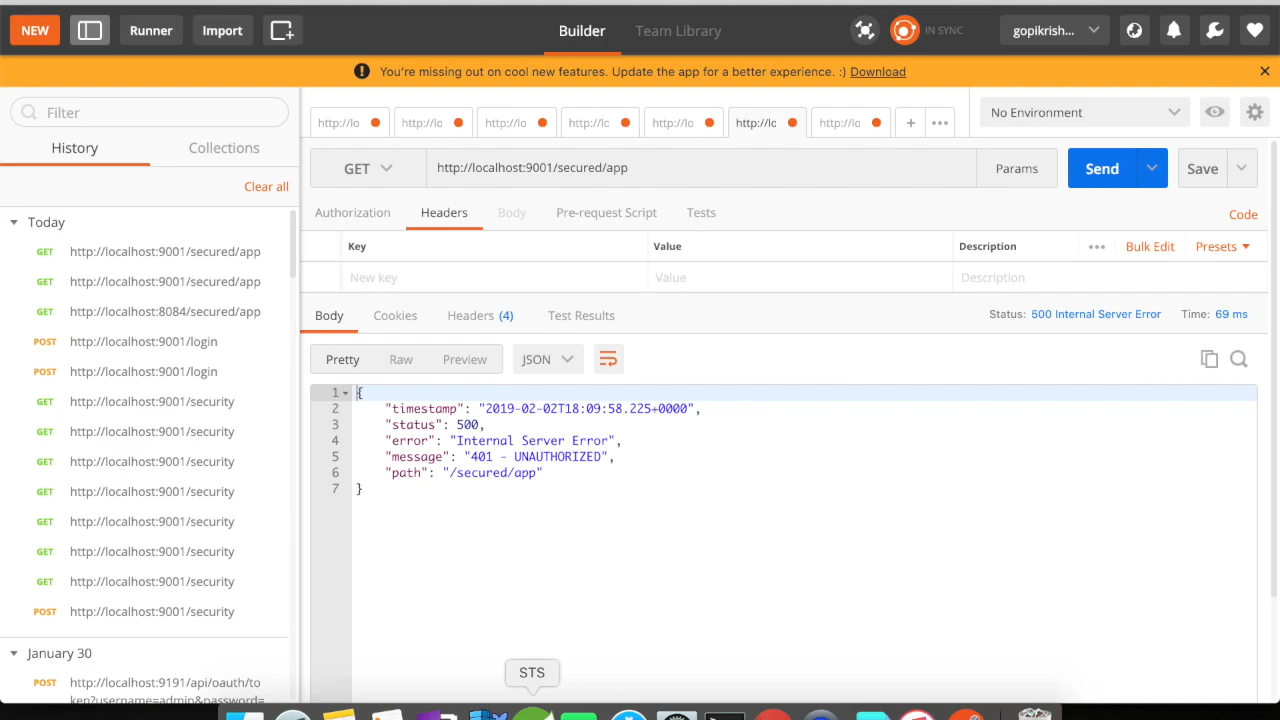 NEW Runner Import Builder Team Library IN SYNC gopikrish...
You're missing out on cool new features. Update the app for a better experience. :) Download
Filter
http://lo http://lo http://lo http://lo http://lo http://lo http://lo + •••
No Environment
History Collections
Clear all
GET http://localhost:9001/secured/app Params Send Save
Authorization Headers Body Pre-request Script Tests Code
Key Value Description ••• Bulk Edit Presets
New key Value Description
Body Cookies Headers (4) Test Results Status: 500 Internal Server Error Time: 69 ms
Pretty Raw Preview JSON
1 {
2 "timestamp": "2019-02-02T18:09:58.225+0000",
3 "status": 500,
4 "error": "Internal Server Error",
5 "message": "401 - UNAUTHORIZED",
6 "path": "/secured/app"
7 }
Today
GET http://localhost:9001/secured/app
GET http://localhost:9001/secured/app
GET http://localhost:8084/secured/app
POST http://localhost:9001/login
POST http://localhost:9001/login
GET http://localhost:9001/security
GET http://localhost:9001/security
GET http://localhost:9001/security
GET http://localhost:9001/security
GET http://localhost:9001/security
GET http://localhost:9001/security
GET http://localhost:9001/security
POST http://localhost:9001/security
January 30
POST http://localhost:9191/api/oauth/to
ken?username=admin&password=
STS